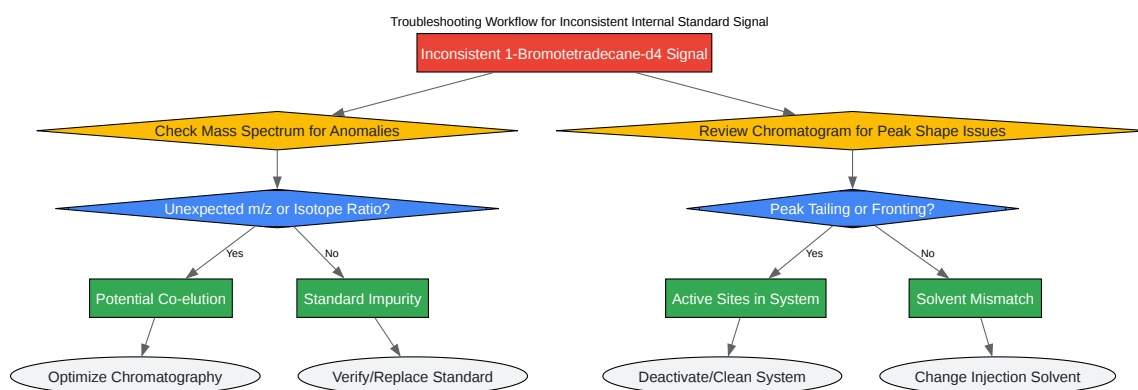 Troubleshooting Workflow for Inconsistent Internal Standard Signal
Inconsistent 1-Bromotetradecane-d4 Signal
Check Mass Spectrum for Anomalies
Review Chromatogram for Peak Shape Issues
Unexpected m/z or Isotope Ratio?
Peak Tailing or Fronting?
Yes
No
Yes
No
Potential Co-elution
Standard Impurity
Active Sites in System
Solvent Mismatch
Optimize Chromatography
Verify/Replace Standard
Deactivate/Clean System
Change Injection Solvent